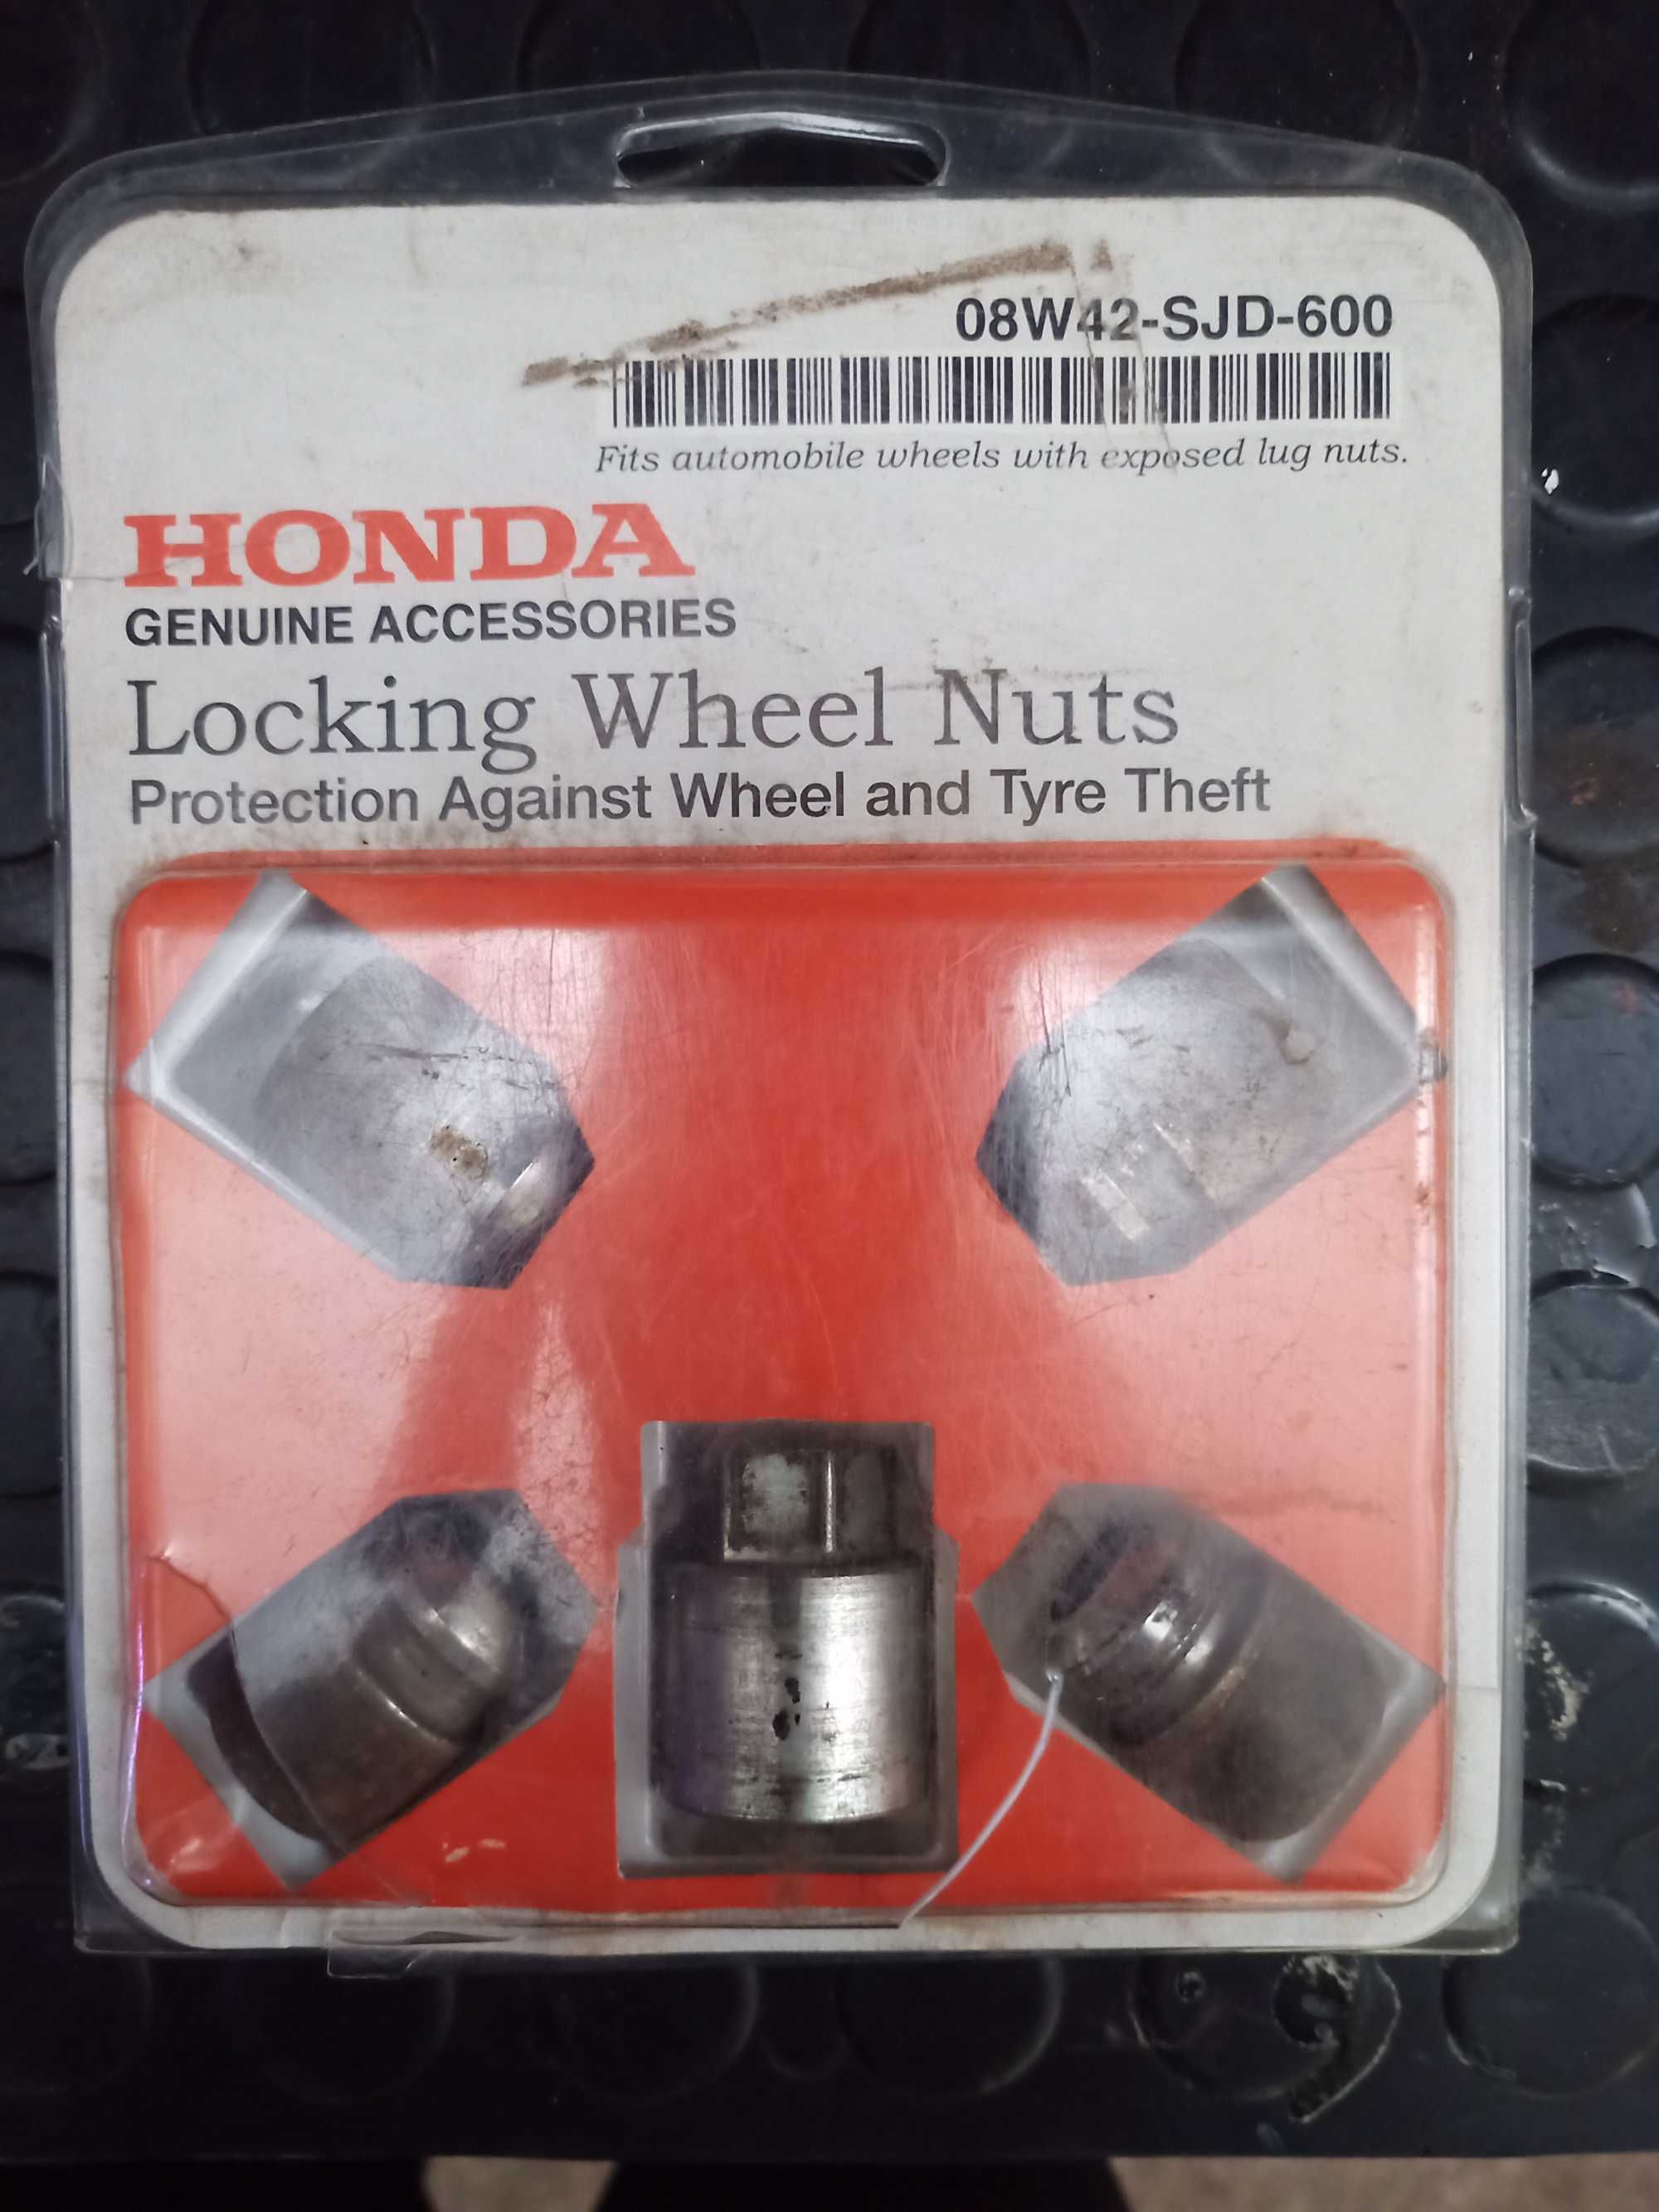 08W42-SJD-600
Fits automobile wheels with exposed lug nuts.
HONDA
GENUINE ACCESSORIES
Locking Wheel Nuts
Protection Against Wheel and Tyre Theft